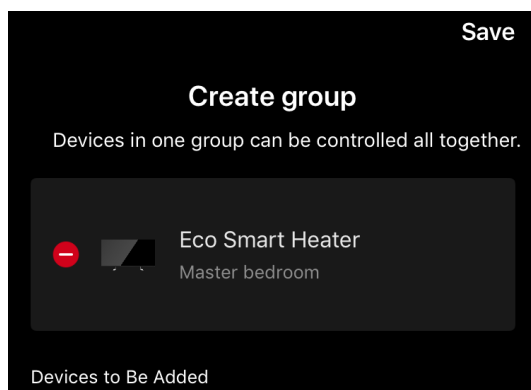 Save
Create group
Devices in one group can be controlled all together.
Eco Smart Heater
Master bedroom
Devices to Be Added